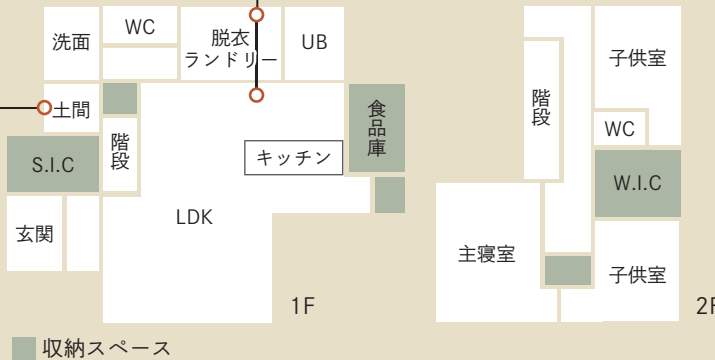 洗面
WC
脱衣
ランドリー
UB
土間
階段
食品庫
キッチン
S.I.C
玄関
LDK
1F
収納スペース
子供室
階段
WC
W.I.C
主寝室
子供室
2F